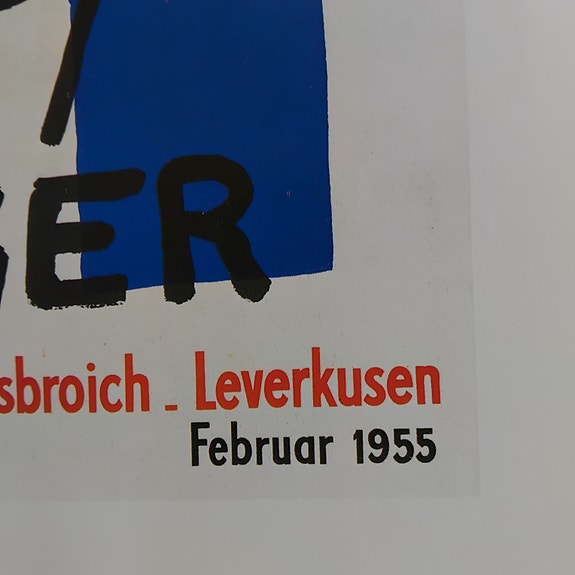 ER
sbroich - Leverkusen
Februar 1955